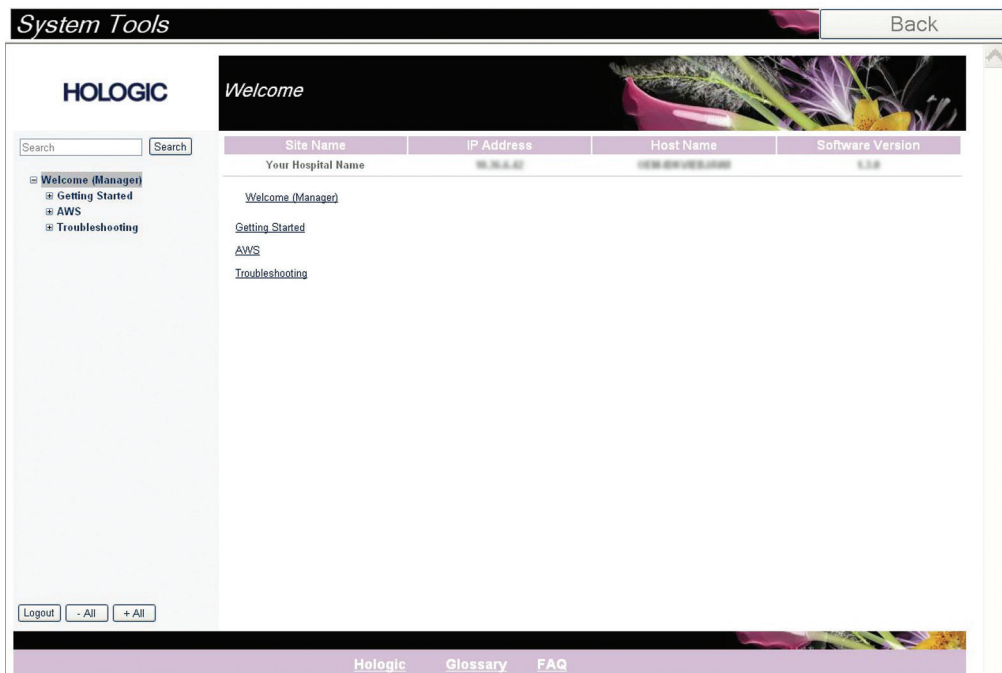 System Tools
Back
HOLOGIC
Welcome
Search
Search
Site Name IP Address Host Name Software Version
Your Hospital Name
Welcome (Manager)
Getting Started
AWS
Troubleshooting
Welcome (Manager)
Getting Started
AWS
Troubleshooting
Logout - All + All
Hologic Glossary FAQ